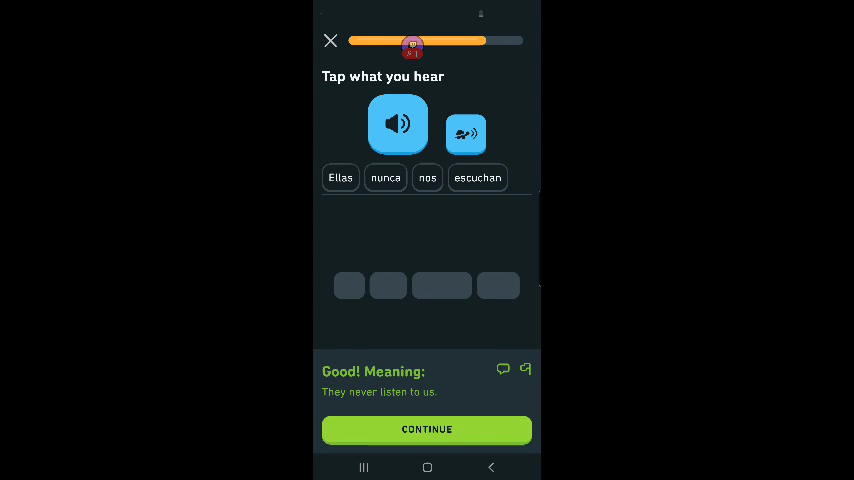 Tap what you hear
Ellas nunca nos escuchan
Good! Meaning:
They never listen to us.
CONTINUE